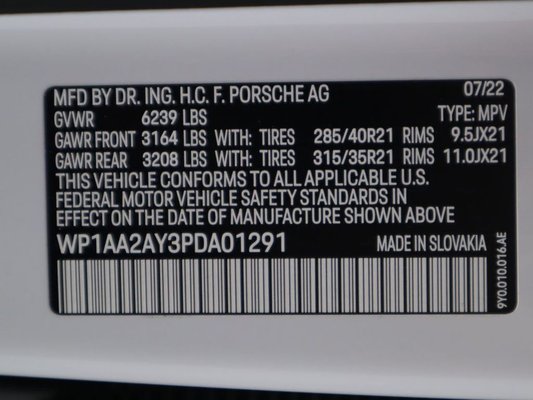 MFD BY DR. ING. H.C. F. PORSCHE AG 07/22
GVWR 6239 LBS TYPE: MPV
GAWR FRONT 3164 LBS WITH: TIRES 285/40R21 RIMS 9.5JX21
GAWR REAR 3208 LBS WITH: TIRES 315/35R21 RIMS 11.0JX21
THIS VEHICLE CONFORMS TO ALL APPLICABLE U.S.
FEDERAL MOTOR VEHICLE SAFETY STANDARDS IN
EFFECT ON THE DATE OF MANUFACTURE SHOWN ABOVE
WP1AA2AY3PDA01291 MADE IN SLOVAKIA
9Y0.010.016.AE